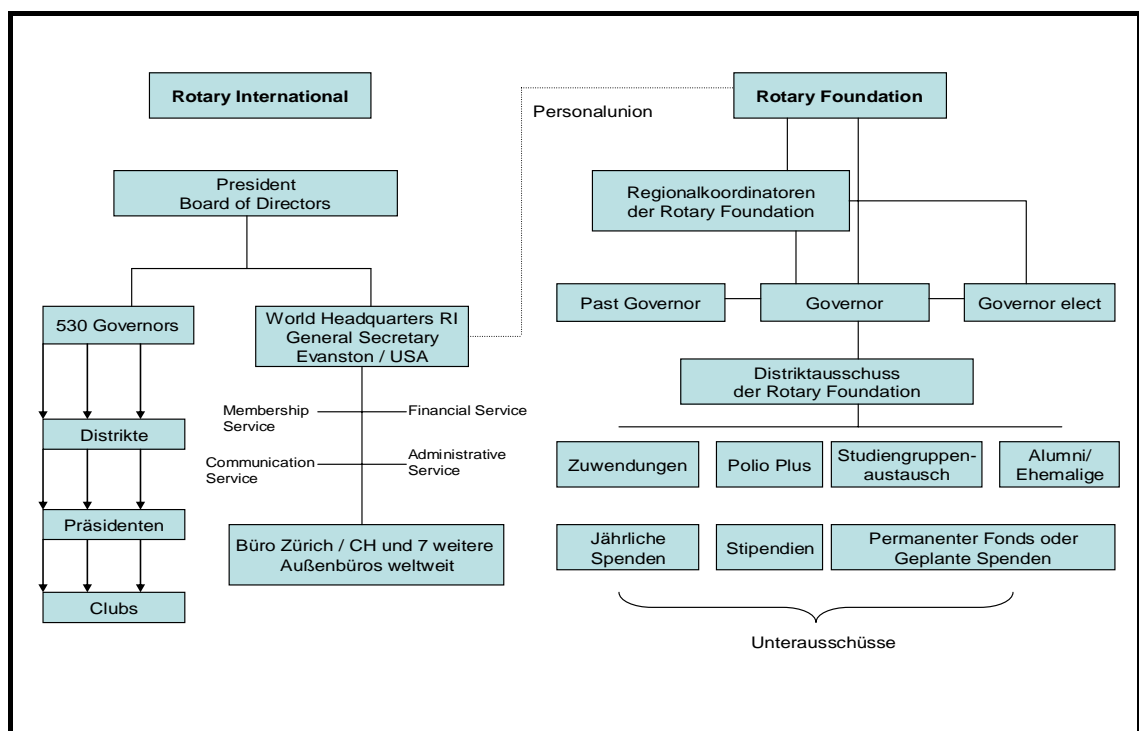 Rotary International
Rotary Foundation
Personalunion
President
Board of Directors
Regionalkoordinatoren
der Rotary Foundation
530 Governors
World Headquarters RI
General Secretary
Evanston / USA
Past Governor
Governor
Governor elect
Distriktausschuss
der Rotary Foundation
Membership
Service
Financial Service
Distrikte
Communication
Service
Administrative
Service
Zuwendungen
Polio Plus
Studiengruppen-
austausch
Alumni/
Ehemalige
Präsidenten
Büro Zürich / CH und 7 weitere
Außenbüros weltweit
Jährliche
Spenden
Stipendien
Permanenter Fonds oder
Geplante Spenden
Clubs
Unterausschüsse